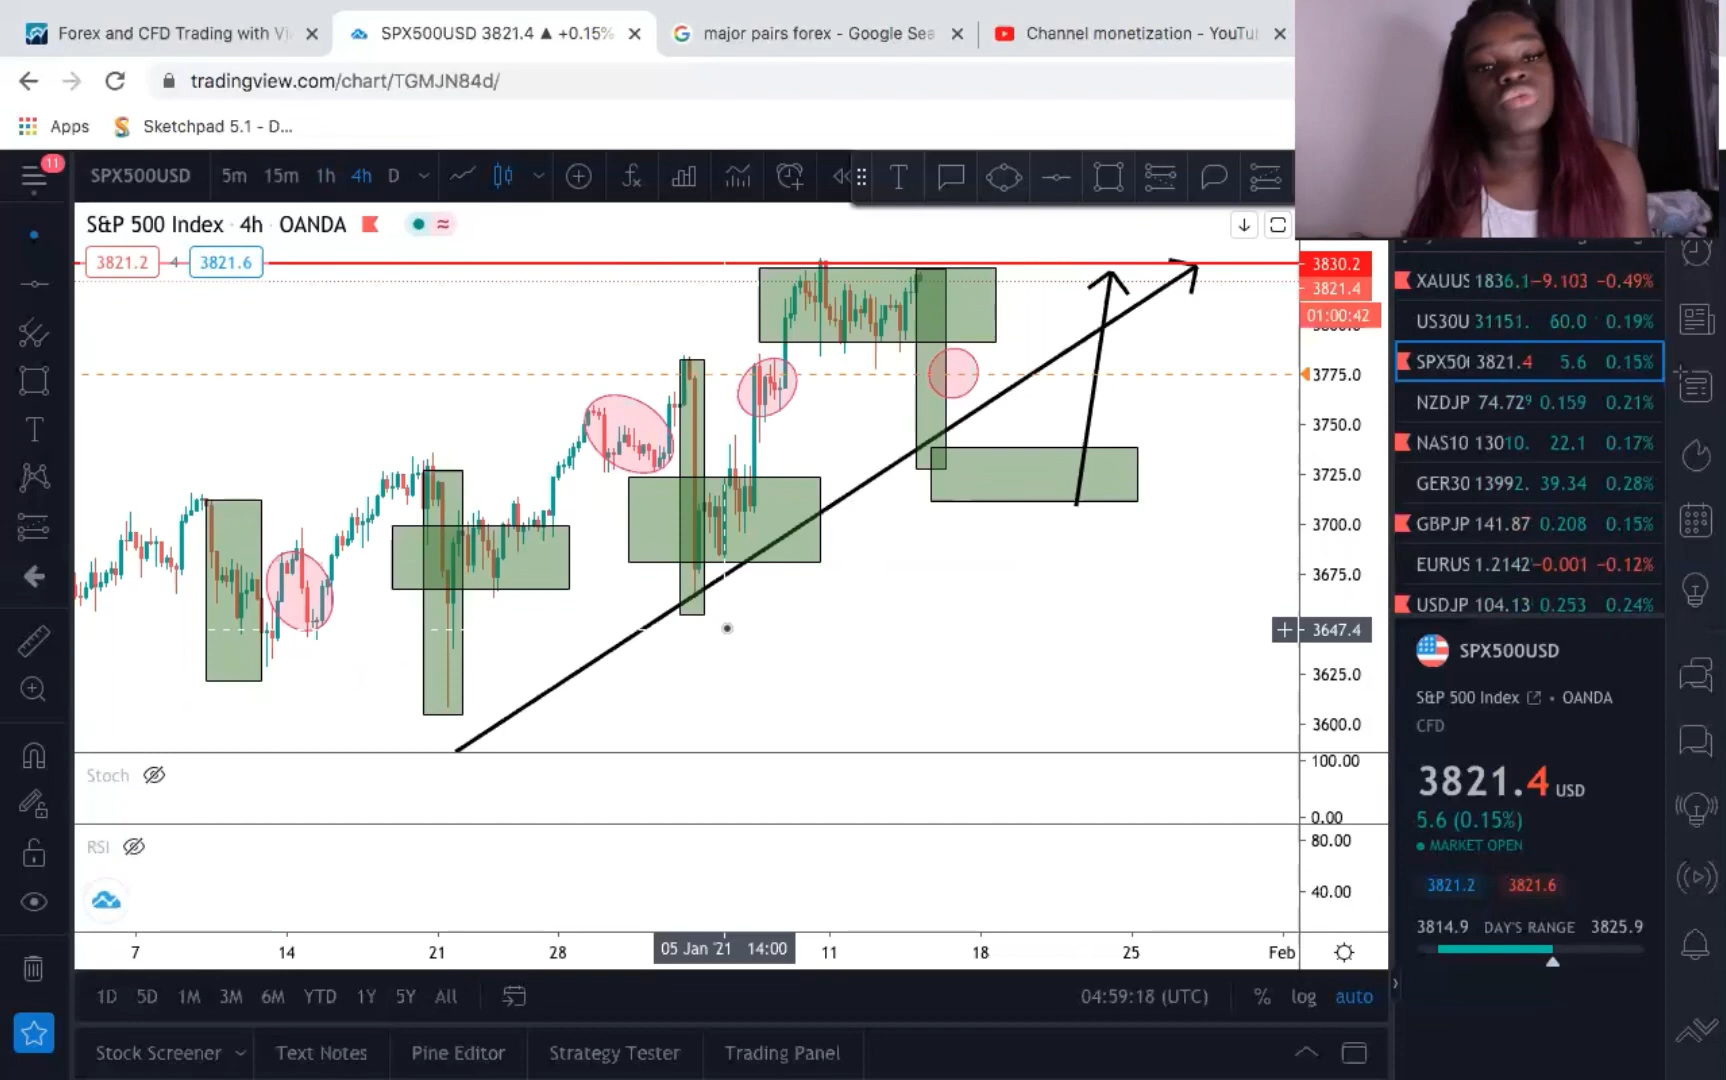 Forex and CFD Trading with Vi
SPX500USD 3821.4 ▲ +0.15%
major pairs forex - Google Sea
Channel monetization - YouTu
tradingview.com/chart/TGMJN84d/
Apps
Sketchpad 5.1 - D...
11
SPX500USD 5m 15m 1h 4h D
S&P 500 Index · 4h · OANDA
3821.2 4 3821.6
3830.2
3821.4
01:00:42
3775.0
3750.0
3725.0
3700.0
3675.0
3647.4
3625.0
3600.0
Stoch
100.00
0.00
RSI
80.00
40.00
7 14 21 28 05 Jan '21 14:00 11 18 25 Feb
1D 5D 1M 3M 6M YTD 1Y 5Y All
04:59:18 (UTC) % log auto
Stock Screener Text Notes Pine Editor Strategy Tester Trading Panel
XAUUS 1836.1 −9.103 −0.49%
US30U 31151. 60.0 0.19%
SPX50 3821.4 5.6 0.15%
NZDJP 74.729 0.159 0.21%
NAS10 13010. 22.1 0.17%
GER30 13992. 39.34 0.28%
GBPJP 141.87 0.208 0.15%
EURUS 1.2142 −0.001 −0.12%
USDJP 104.13 0.253 0.24%
SPX500USD
S&P 500 Index · OANDA
CFD
3821.4 USD
5.6 (0.15%)
MARKET OPEN
3821.2 3821.6
3814.9 DAY'S RANGE 3825.9